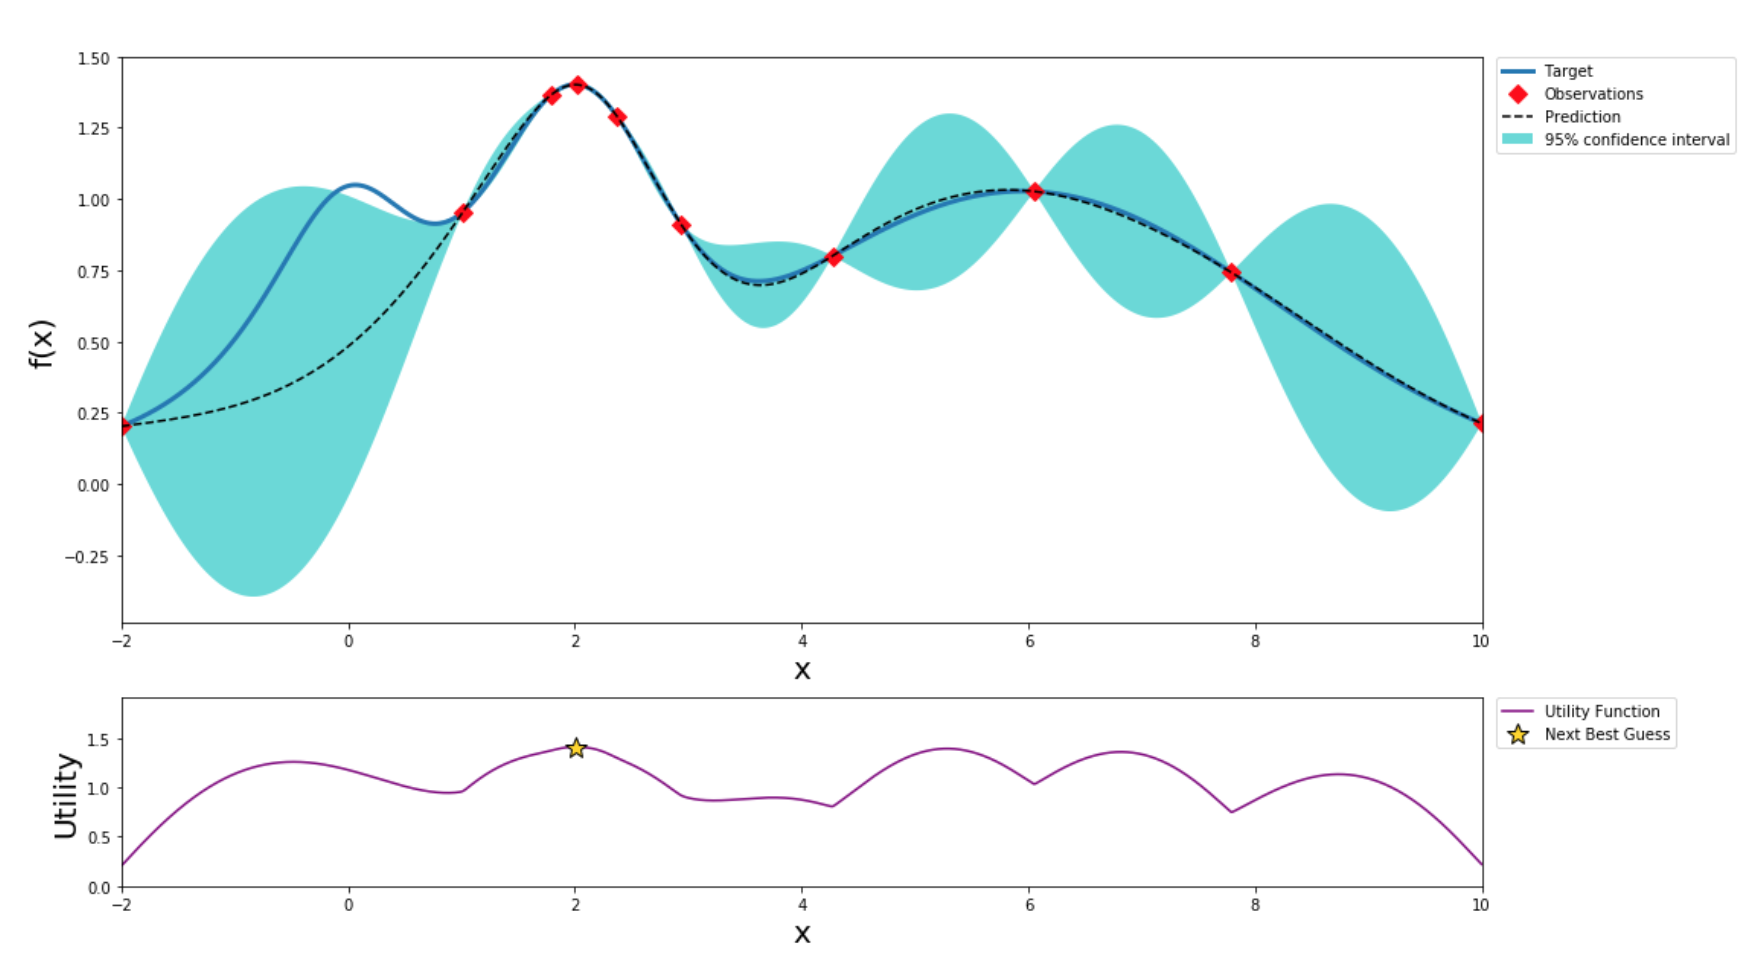 1.50
1.25
1.00
0.75
0.50
0.25
0.00
−0.25
f(x)
−2 0 2 4 6 8 10
x
Target
Observations
Prediction
95% confidence interval
1.5
1.0
0.5
0.0
Utility
−2 0 2 4 6 8 10
x
Utility Function
Next Best Guess